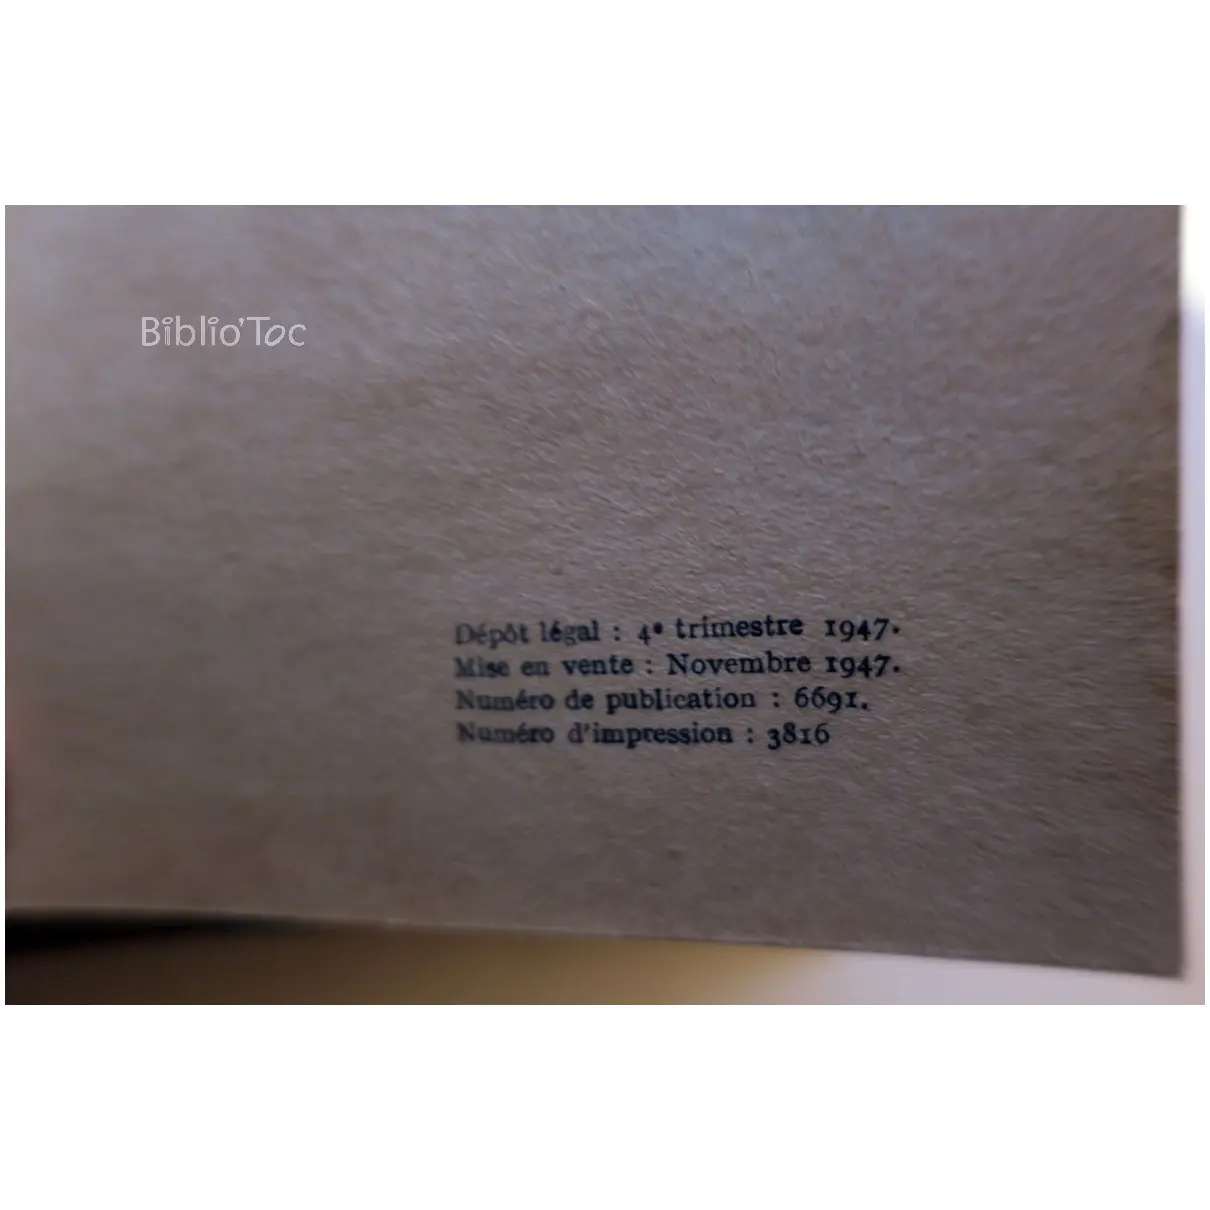 Biblio'Toc
Dépôt légal : 4e trimestre 1947.
Mise en vente : Novembre 1947.
Numéro de publication : 6691.
Numéro d'impression : 3816